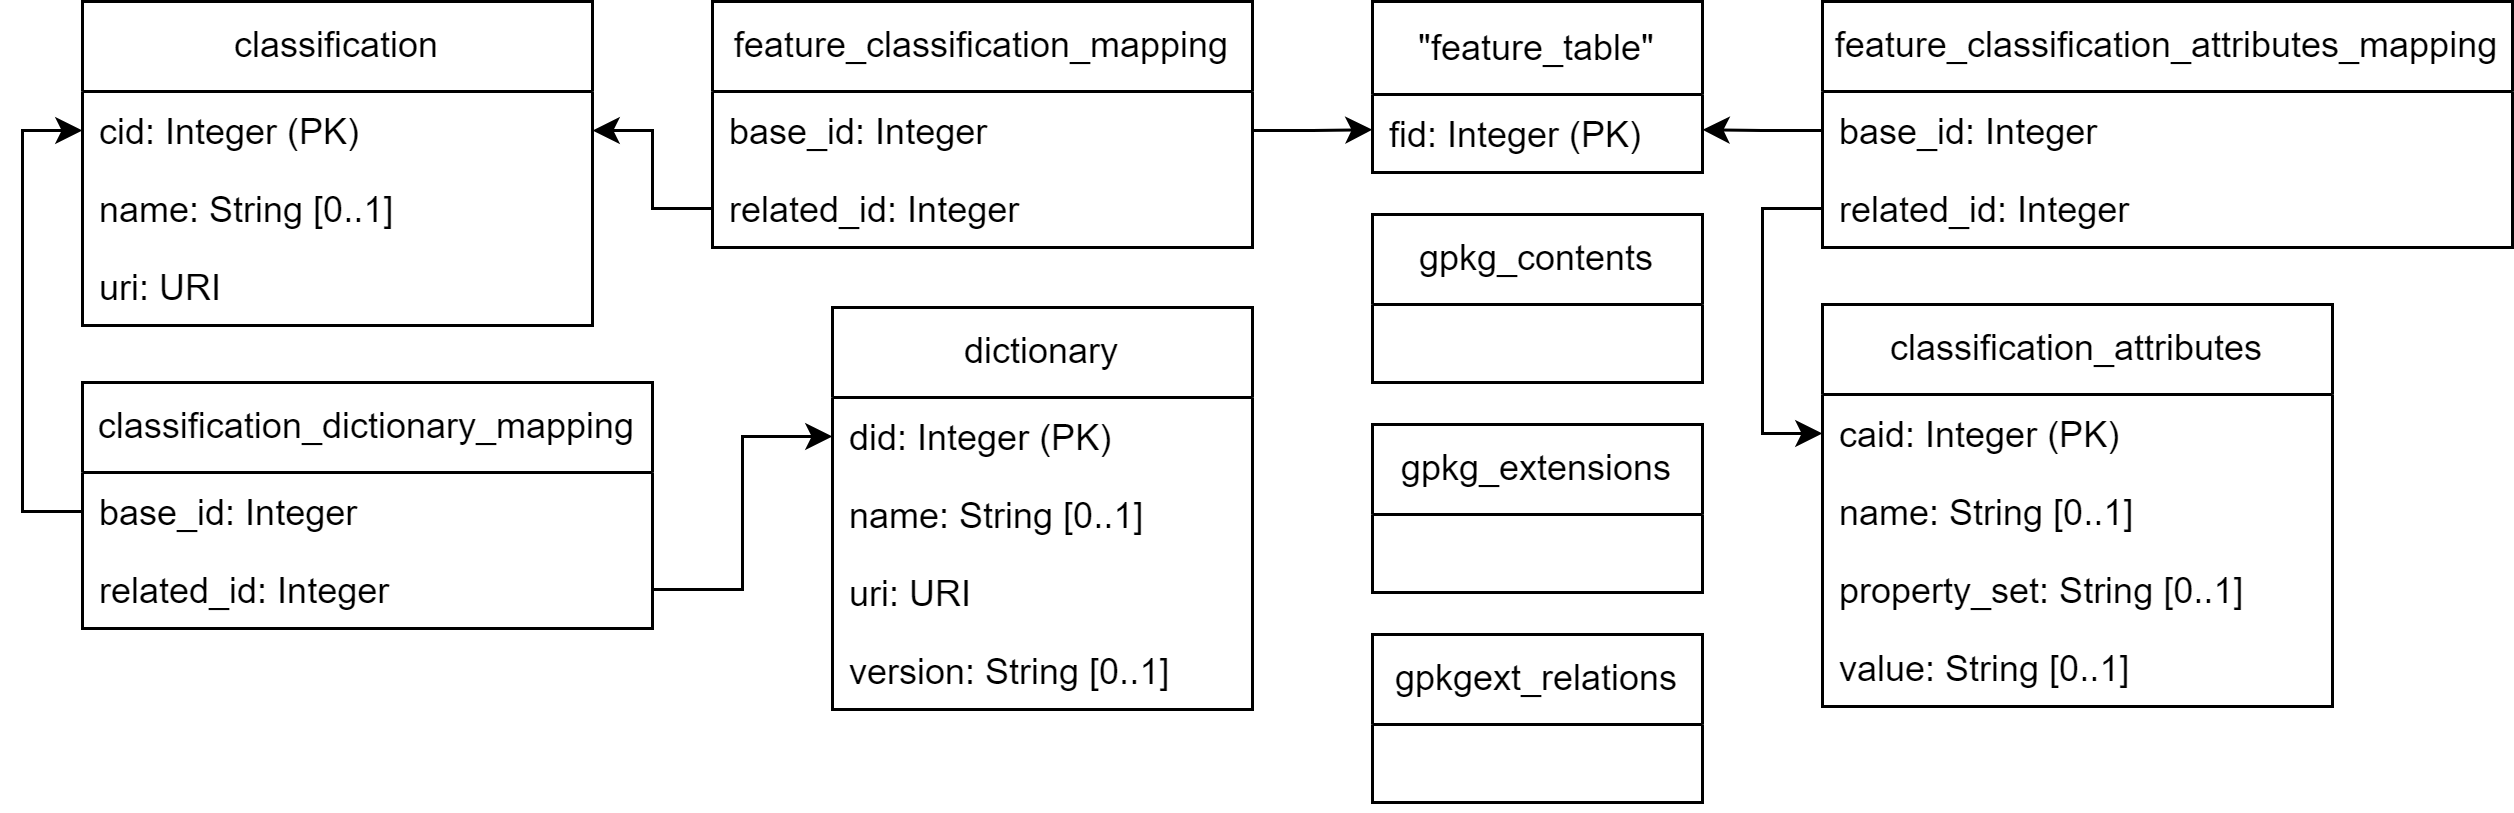 classification
cid: Integer (PK)
name: String [0..1]
uri: URI
feature_classification_mapping
base_id: Integer
related_id: Integer
"feature_table"
fid: Integer (PK)
feature_classification_attributes_mapping
base_id: Integer
related_id: Integer
classification_dictionary_mapping
base_id: Integer
related_id: Integer
dictionary
did: Integer (PK)
name: String [0..1]
uri: URI
version: String [0..1]
gpkg_contents
gpkg_extensions
gpkgext_relations
classification_attributes
caid: Integer (PK)
name: String [0..1]
property_set: String [0..1]
value: String [0..1]